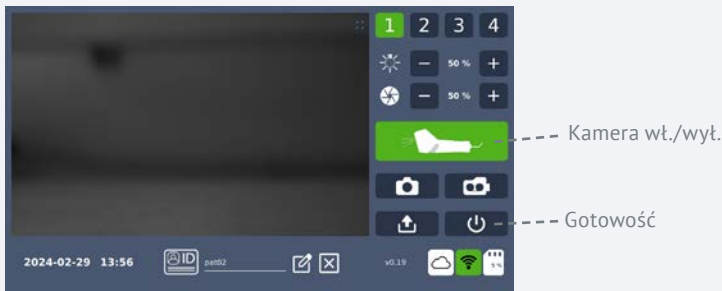 1 2 3 4
− 50 % +
− 50 % +
Kamera wł./wył.
Gotowość
2024-02-29 13:56 ID pat02 v0.19 5 %